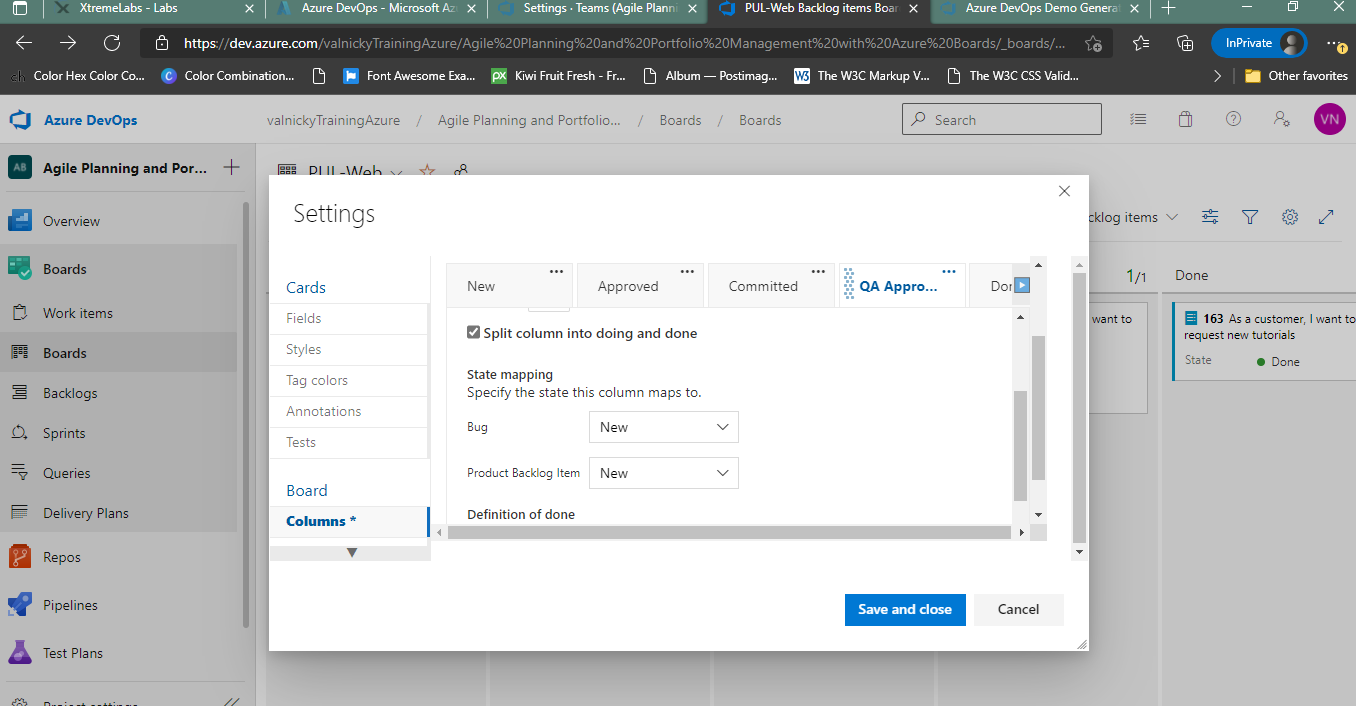 XtremeLabs - Labs
Azure DevOps - Microsoft Az
Settings · Teams (Agile Planni
PUL-Web Backlog items Boar
Azure DevOps Demo Genera
https://dev.azure.com/valnickyTrainingAzure/Agile%20Planning%20and%20Portfolio%20Management%20with%20Azure%20Boards/_boards/...
InPrivate
Color Hex Color Co...
Color Combination...
Font Awesome Exa...
Kiwi Fruit Fresh - Fr...
Album — Postimag...
The W3C Markup V...
The W3C CSS Valid...
Other favorites
Azure DevOps
valnickyTrainingAzure / Agile Planning and Portfolio... / Boards / Boards
Search
VN
AB
Agile Planning and Por...
PUL-Web
Overview
Boards
Work items
Boards
Backlogs
Sprints
Queries
Delivery Plans
Repos
Pipelines
Test Plans
Project settings
cklog items
1/1
Done
want to
163 As a customer, I want to
request new tutorials
State
Done
Settings
Cards
Fields
Styles
Tag colors
Annotations
Tests
Board
Columns *
New
Approved
Committed
QA Appro...
Dor
Split column into doing and done
State mapping
Specify the state this column maps to.
Bug
New
Product Backlog Item
New
Definition of done
Save and close
Cancel